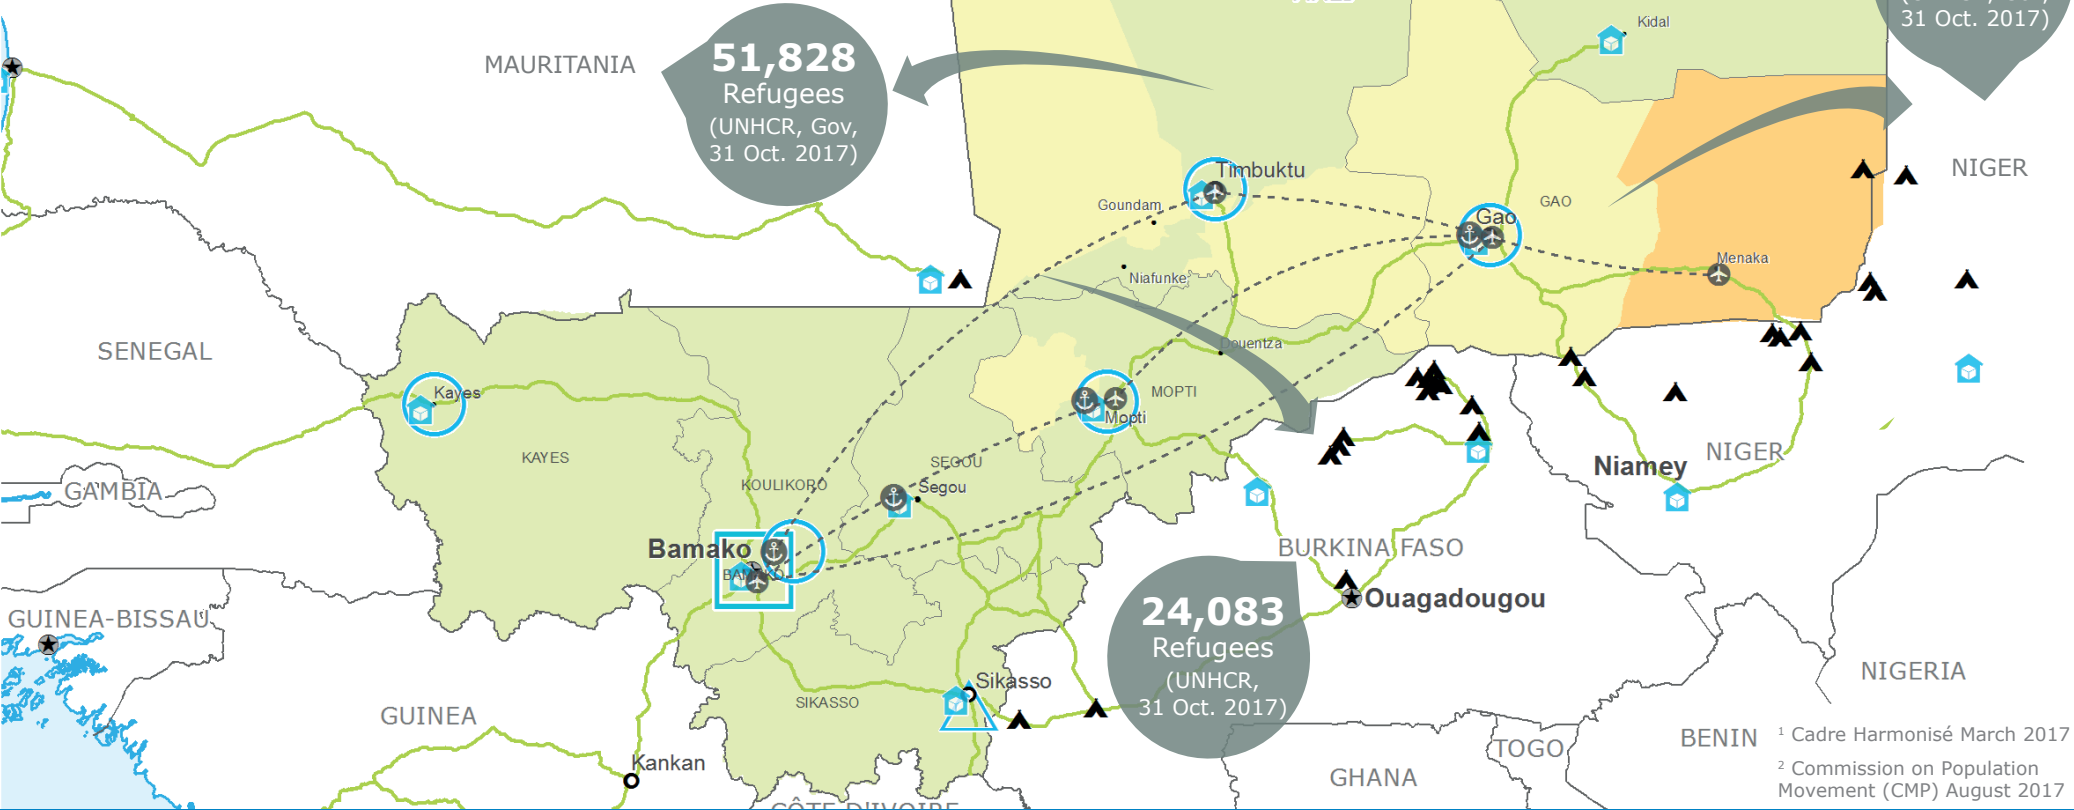 31 Oct. 2017)
Kidal
MAURITANIA
51,828
Refugees
(UNHCR, Gov,
31 Oct. 2017)
NIGER
Timbuktu
Goundam
GAO
Gao
Niafunke
Menaka
SENEGAL
Douentza
Kayes
MOPTI
Mopti
KAYES
SEGOU
Segou
KOULIKORO
NIGER
Niamey
GAMBIA
Bamako
BAMAKO
BURKINA FASO
Ouagadougou
24,083
Refugees
(UNHCR,
31 Oct. 2017)
GUINEA-BISSAU
NIGERIA
Sikasso
SIKASSO
GUINEA
Kankan
TOGO
BENIN
GHANA
CÔTE D'IVOIRE
1 Cadre Harmonisé March 2017
2 Commission on Population
Movement (CMP) August 2017